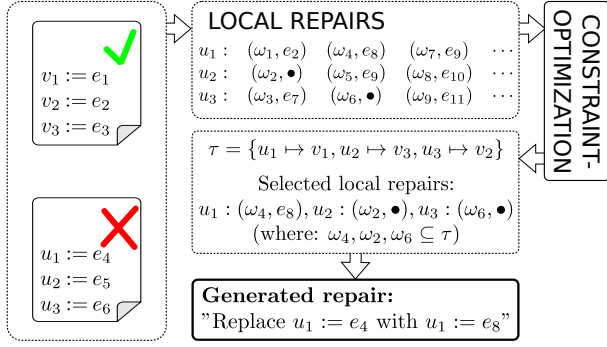 v₁ := e₁
v₂ := e₂
v₃ := e₃
u₁ := e₄
u₂ := e₅
u₃ := e₆
LOCAL REPAIRS
u₁ : (ω₁, e₂) (ω₄, e₈) (ω₇, e₉) ⋯
u₂ : (ω₂, •) (ω₅, e₉) (ω₈, e₁₀) ⋯
u₃ : (ω₃, e₇) (ω₆, •) (ω₉, e₁₁) ⋯
CONSTRAINT-
OPTIMIZATION
τ = {u₁ ↦ v₁, u₂ ↦ v₃, u₃ ↦ v₂}
Selected local repairs:
u₁ : (ω₄, e₈), u₂ : (ω₂, •), u₃ : (ω₆, •)
(where: ω₄, ω₂, ω₆ ⊆ τ)
Generated repair:
"Replace u₁ := e₄ with u₁ := e₈"